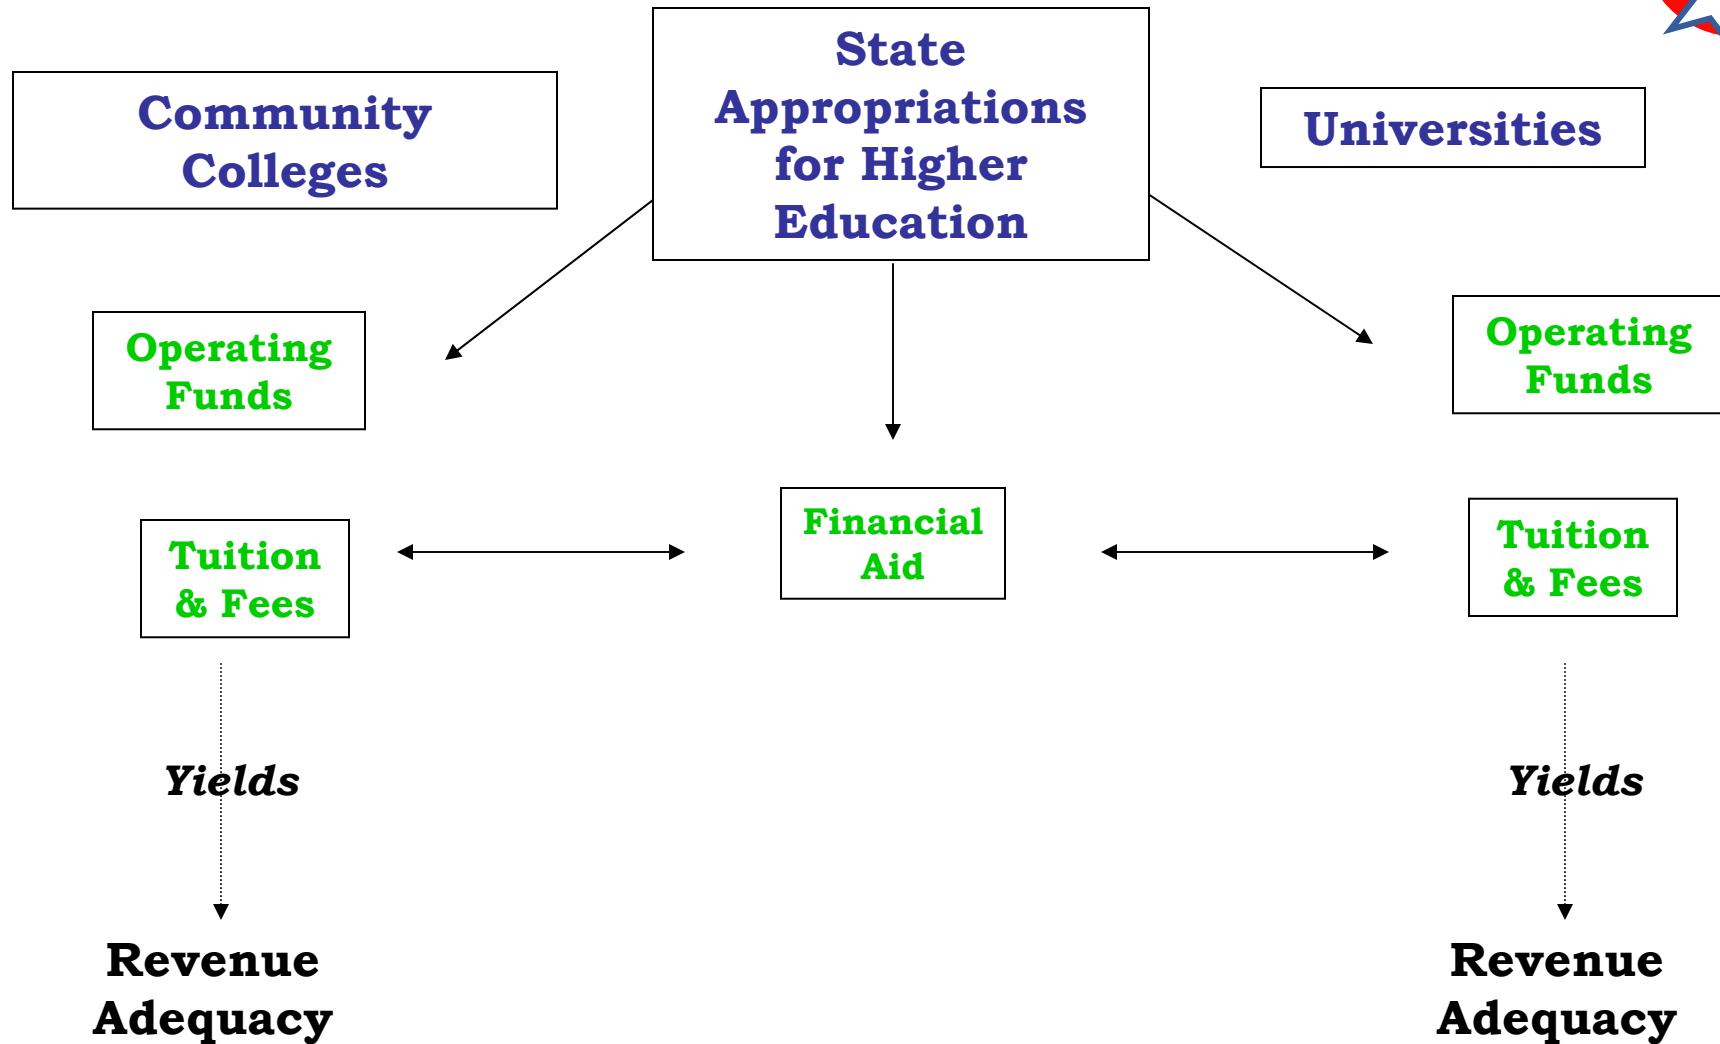 State
Appropriations
for Higher
Education
Community
Colleges
Universities
Operating
Funds
Operating
Funds
Financial
Aid
Tuition
& Fees
Tuition
& Fees
Yields
Yields
Revenue
Adequacy
Revenue
Adequacy